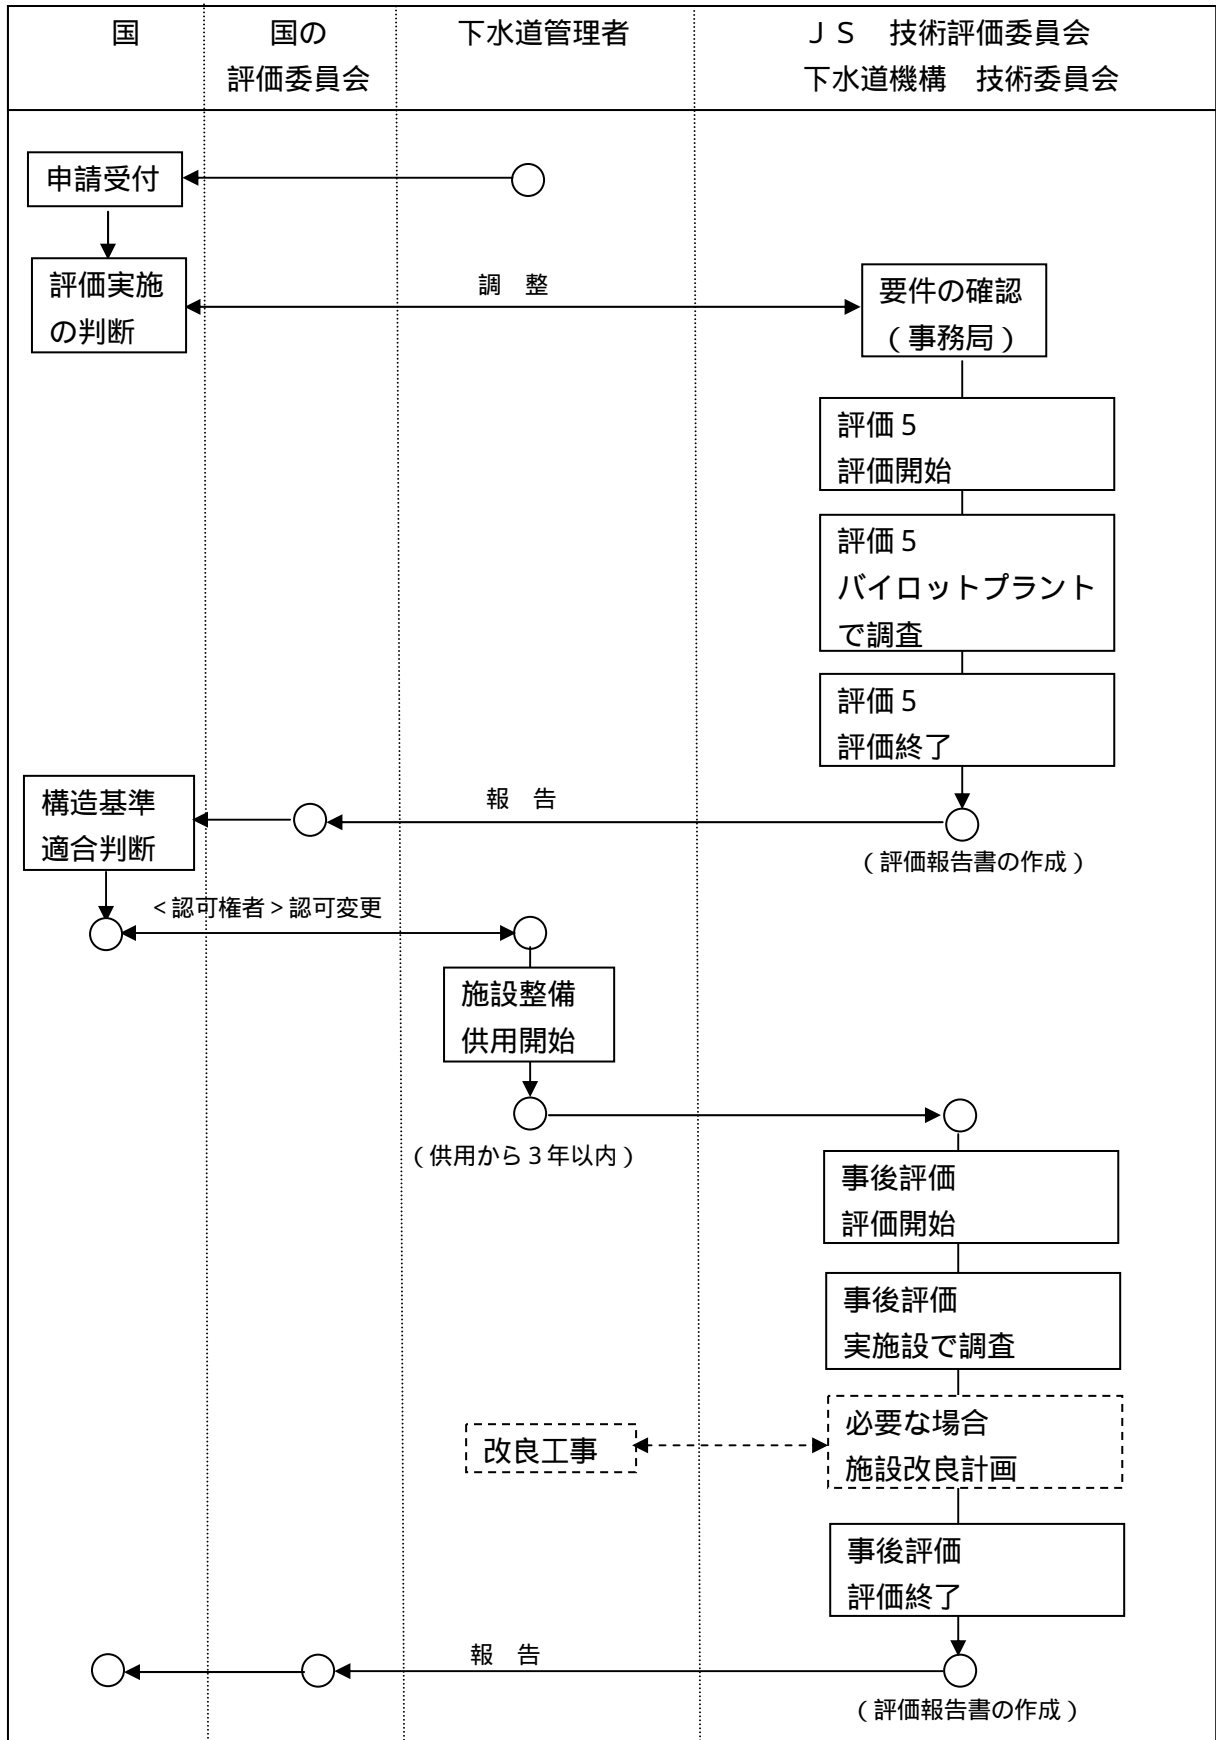 国
国の
評価委員会
下水道管理者
ＪＳ　技術評価委員会
下水道機構　技術委員会
申請受付
評価実施
の判断
調　整
要件の確認
（事務局）
評価５
評価開始
評価５
バイロットプラント
で調査
評価５
評価終了
構造基準
適合判断
報　告
（評価報告書の作成）
＜認可権者＞認可変更
施設整備
供用開始
（供用から３年以内）
事後評価
評価開始
事後評価
実施設で調査
改良工事
必要な場合
施設改良計画
事後評価
評価終了
報　告
（評価報告書の作成）